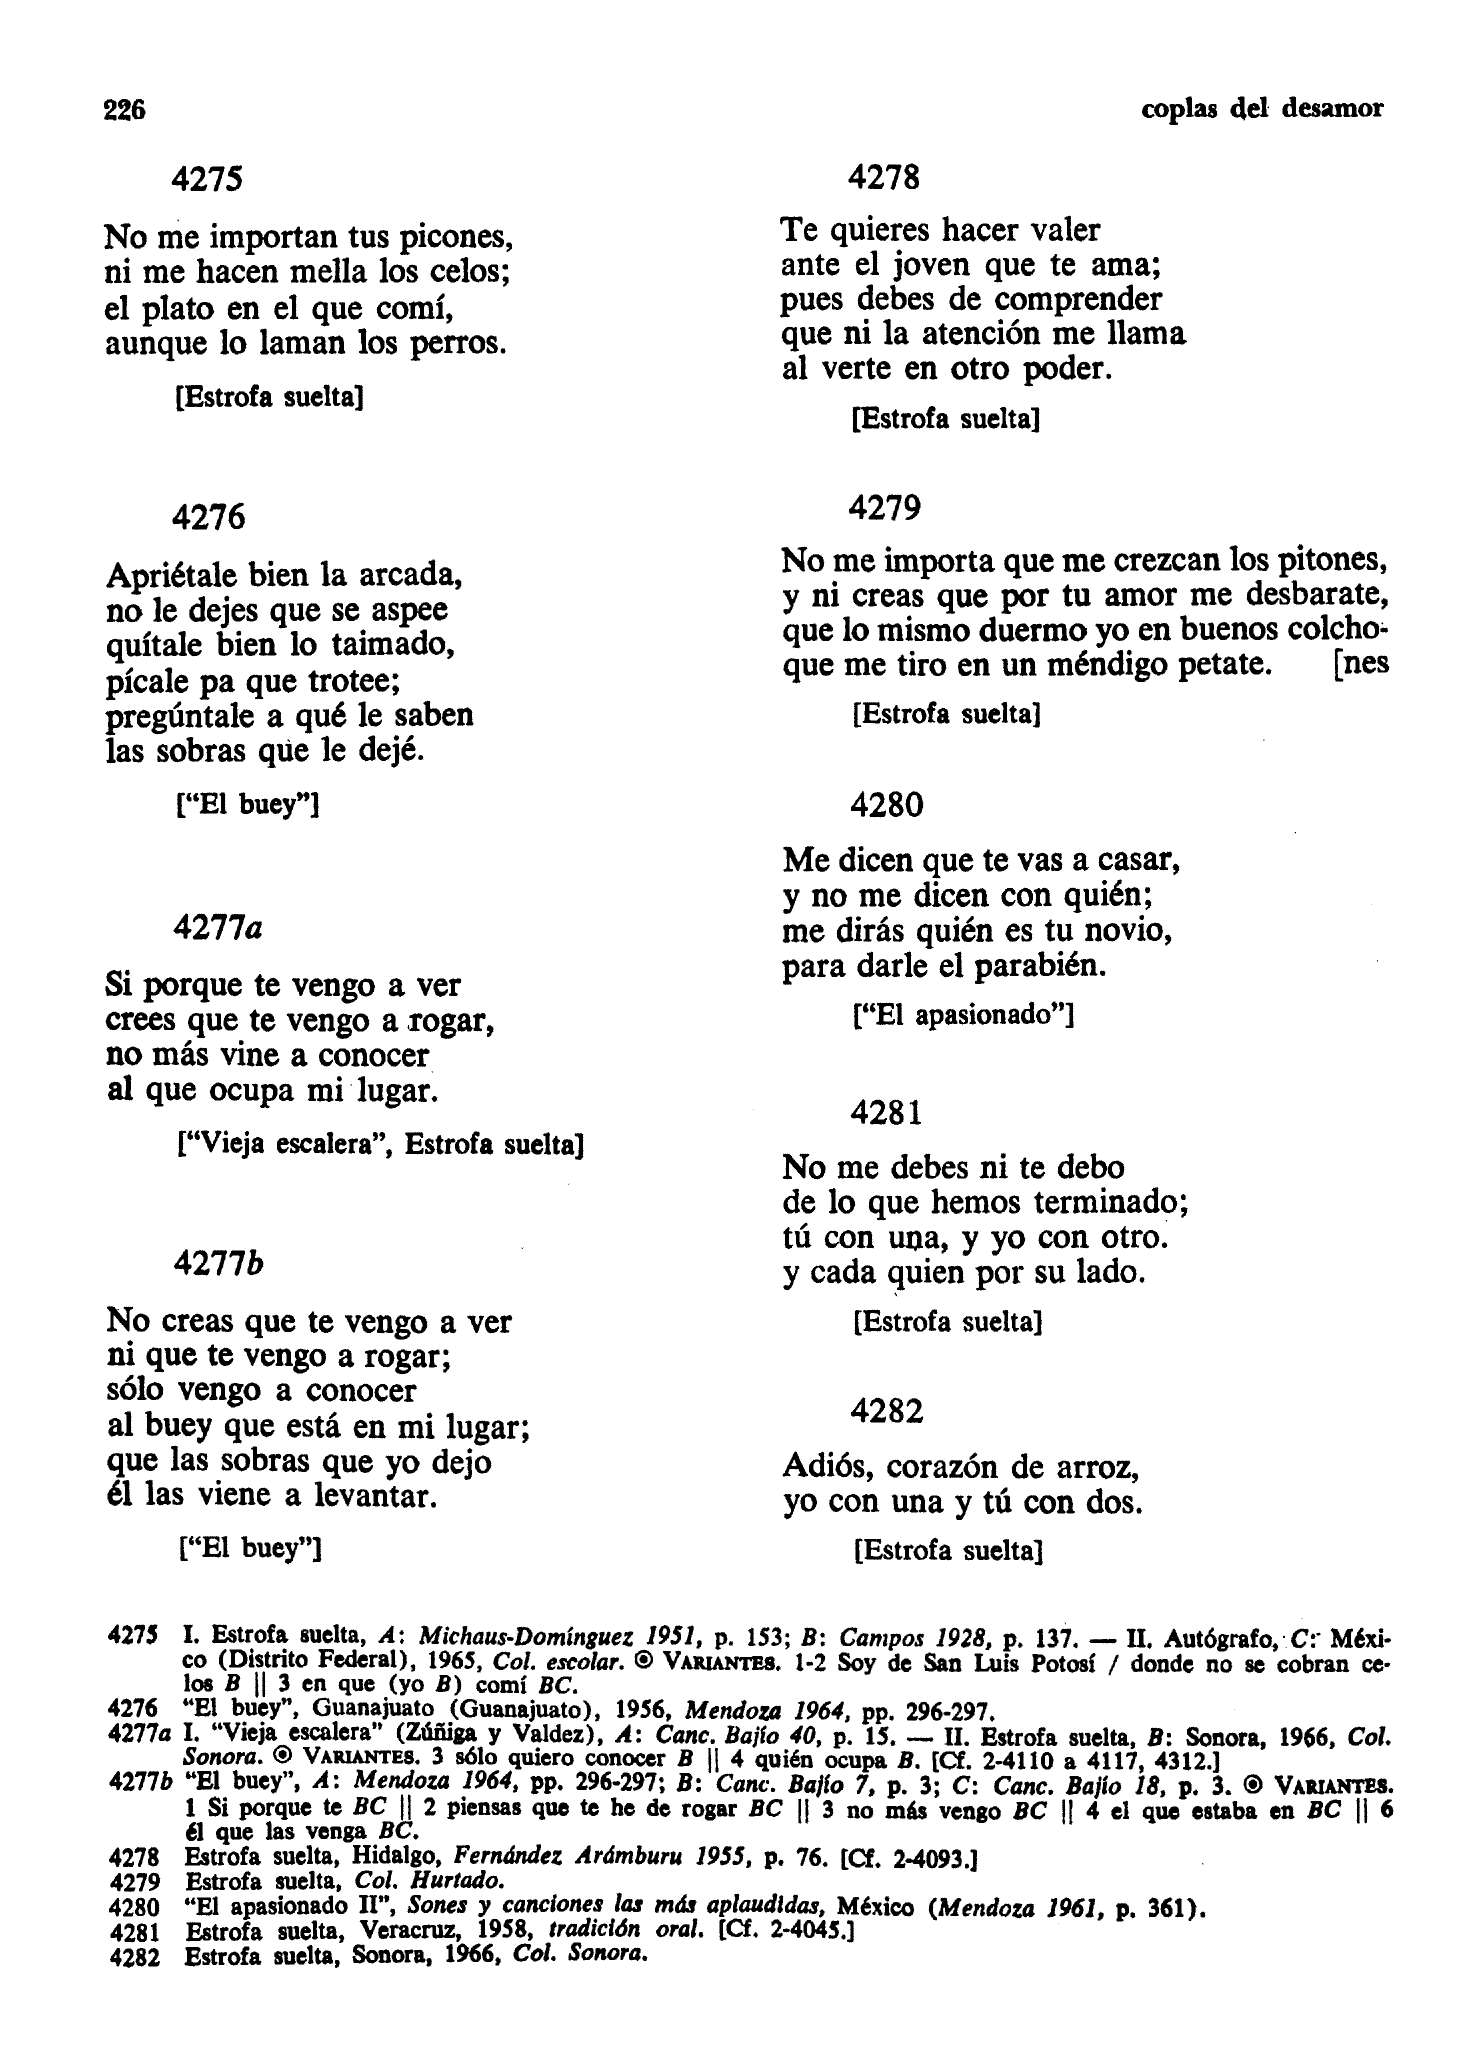 226
coplas del desamor
4275
No me importan tus picones,
ni me hacen mella los celos;
el plato en el que comí,
aunque lo laman los perros.
[Estrofa suelta]
4276
Apriétale bien la arcada,
no le dejes que se aspee
quítale bien lo taimado,
pícale pa que trotee;
pregúntale a qué le saben
las sobras que le dejé.
[“El buey”]
4277a
Si porque te vengo a ver
crees que te vengo a rogar,
no más vine a conocer
al que ocupa mi lugar.
[“Vieja escalera”, Estrofa suelta]
4277b
No creas que te vengo a ver
ni que te vengo a rogar;
sólo vengo a conocer
al buey que está en mi lugar;
que las sobras que yo dejo
él las viene a levantar.
[“El buey”]
4278
Te quieres hacer valer
ante el joven que te ama;
pues debes de comprender
que ni la atención me llama
al verte en otro poder.
[Estrofa suelta]
4279
No me importa que me crezcan los pitones,
y ni creas que por tu amor me desbarate,
que lo mismo duermo yo en buenos colcho-
que me tiro en un méndigo petate. [nes
[Estrofa suelta]
4280
Me dicen que te vas a casar,
y no me dicen con quién;
me dirás quién es tu novio,
para darle el parabién.
[“El apasionado”]
4281
No me debes ni te debo
de lo que hemos terminado;
tú con una, y yo con otro.
y cada quien por su lado.
[Estrofa suelta]
4282
Adiós, corazón de arroz,
yo con una y tú con dos.
[Estrofa suelta]
4275 I. Estrofa suelta, A: Michaus-Domínguez 1951, p. 153; B: Campos 1928, p. 137. — II. Autógrafo, C: Méxi-
co (Distrito Federal), 1965, Col. escolar. ⊙ VARIANTES. 1-2 Soy de San Luis Potosí / donde no se cobran ce-
los B || 3 en que (yo B) comí BC.
4276 “El buey”, Guanajuato (Guanajuato), 1956, Mendoza 1964, pp. 296-297.
4277a I. “Vieja escalera” (Zúñiga y Valdez), A: Canc. Bajío 40, p. 15. — II. Estrofa suelta, B: Sonora, 1966, Col.
Sonora. ⊙ VARIANTES. 3 sólo quiero conocer B || 4 quién ocupa B. [Cf. 2-4110 a 4117, 4312.]
4277b “El buey”, A: Mendoza 1964, pp. 296-297; B: Canc. Bajío 7, p. 3; C: Canc. Bajío 18, p. 3. ⊙ VARIANTES.
1 Si porque te BC || 2 piensas que te he de rogar BC || 3 no más vengo BC || 4 el que estaba en BC || 6
él que las venga BC.
4278 Estrofa suelta, Hidalgo, Fernández Arámburu 1955, p. 76. [Cf. 2-4093.]
4279 Estrofa suelta, Col. Hurtado.
4280 “El apasionado II”, Sones y canciones las más aplaudidas, México (Mendoza 1961, p. 361).
4281 Estrofa suelta, Veracruz, 1958, tradición oral. [Cf. 2-4045.]
4282 Estrofa suelta, Sonora, 1966, Col. Sonora.